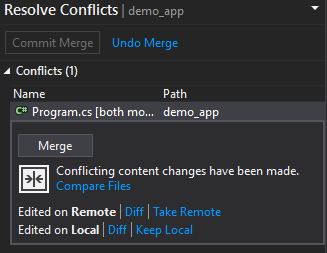 Resolve Conflicts | demo_app
Commit Merge Undo Merge
Conflicts (1)
Name Path
C# Program.cs [both mo... demo_app
Merge
Conflicting content changes have been made.
Compare Files
Edited on Remote | Diff | Take Remote
Edited on Local | Diff | Keep Local